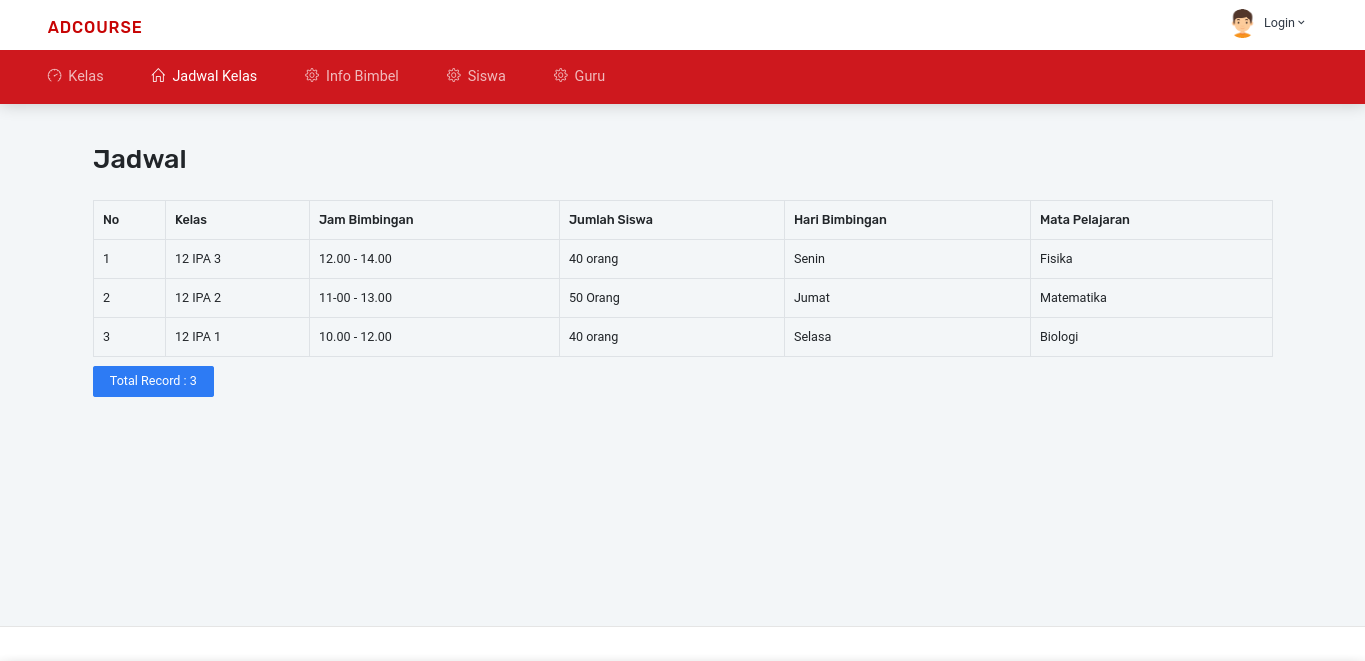 ADCOURSE
Login
Kelas Jadwal Kelas Info Bimbel Siswa Guru
Jadwal
No Kelas Jam Bimbingan Jumlah Siswa Hari Bimbingan Mata Pelajaran
1 12 IPA 3 12.00 - 14.00 40 orang Senin Fisika
2 12 IPA 2 11-00 - 13.00 50 Orang Jumat Matematika
3 12 IPA 1 10.00 - 12.00 40 orang Selasa Biologi
Total Record : 3